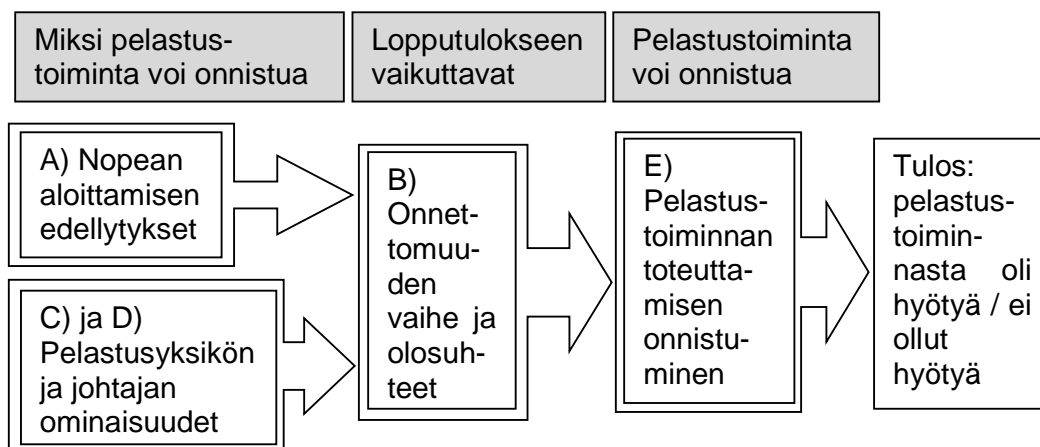 Miksi pelastus-
toiminta voi onnistua
Lopputulokseen
vaikuttavat
Pelastustoiminta
voi onnistua
A) Nopean
aloittamisen
edellytykset
C) ja D)
Pelastusyksikön
ja johtajan
ominaisuudet
B)
Onnet-
tomuu-
den
vaihe ja
olosuh-
teet
E)
Pelastus-
toiminnan
toteutta-
misen
onnistu-
minen
Tulos:
pelastus-
toimin-
nasta oli
hyötyä / ei
ollut
hyötyä